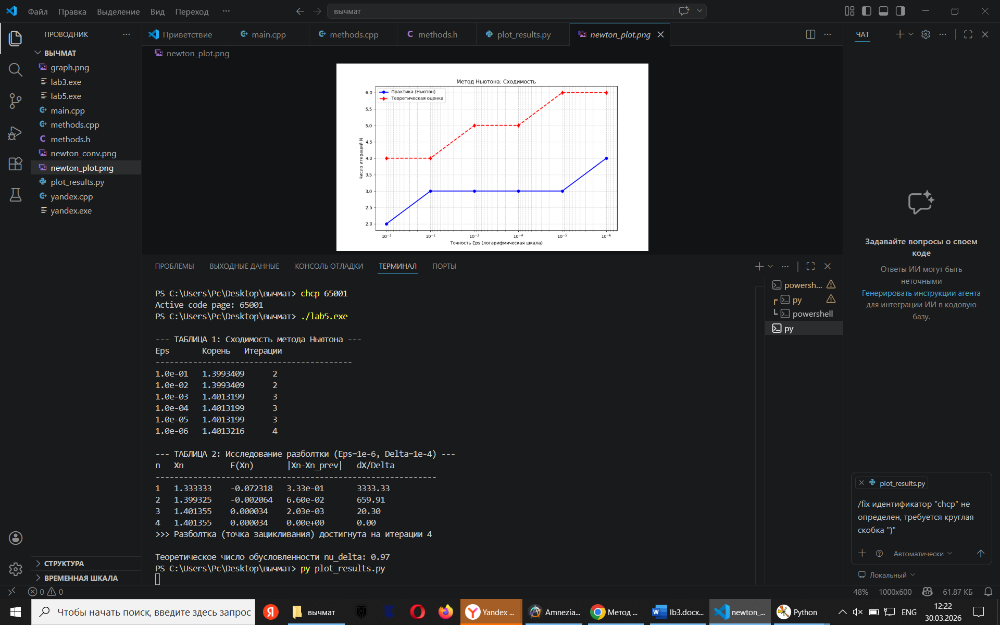 Файл Правка Выделение Вид Переход ···
вычмат
ПРОВОДНИК ···
ВЫЧМАТ
graph.png
lab3.exe
lab5.exe
main.cpp
methods.cpp
methods.h
newton_conv.png
newton_plot.png
plot_results.py
yandex.cpp
yandex.exe
СТРУКТУРА
ВРЕМЕННАЯ ШКАЛА
Приветствие main.cpp methods.cpp methods.h plot_results.py newton_plot.png
newton_plot.png
Метод Ньютона: Сходимость
Практика (Ньютон)
Теоретическая оценка
Число итераций N
6.0
5.5
5.0
4.5
4.0
3.5
3.0
2.5
2.0
10⁻¹ 10⁻² 10⁻³ 10⁻⁴ 10⁻⁵ 10⁻⁶
Точность Eps (логарифмическая шкала)
ПРОБЛЕМЫ ВЫХОДНЫЕ ДАННЫЕ КОНСОЛЬ ОТЛАДКИ ТЕРМИНАЛ ПОРТЫ
PS C:\Users\Pc\Desktop\вычмат> chcp 65001
Active code page: 65001
PS C:\Users\Pc\Desktop\вычмат> ./lab5.exe
--- ТАБЛИЦА 1: Сходимость метода Ньютона ---
Eps Корень Итерации
------------------------------------------
1.0e-01 1.3993409 2
1.0e-02 1.3993409 2
1.0e-03 1.4013199 3
1.0e-04 1.4013199 3
1.0e-05 1.4013199 3
1.0e-06 1.4013216 4
--- ТАБЛИЦА 2: Исследование разболтки (Eps=1e-6, Delta=1e-4) ---
n Xn F(Xn) |Xn-Xn_prev| dX/Delta
------------------------------------------------------------
1 1.333333 -0.072318 3.33e-01 3333.33
2 1.399325 -0.002064 6.60e-02 659.91
3 1.401355 0.000034 2.03e-03 20.30
4 1.401355 0.000034 0.00e+00 0.00
>>> Разболтка (точка зацикливания) достигнута на итерации 4
Теоретическое число обусловленности nu_delta: 0.97
PS C:\Users\Pc\Desktop\вычмат> py plot_results.py
powersh...
py
powershell
py
ЧАТ
Задавайте вопросы о своем
коде
Ответы ИИ могут быть
неточными
Генерировать инструкции агента
для интеграции ИИ в кодовую
базу.
plot_results.py
/fix идентификатор "chcp" не
определен, требуется круглая
скобка ")"
Автоматически
Локальный
0 0
48% 1000x600 61.87 КБ
Чтобы начать поиск, введите здесь запрос
Я
вычмат
Yandex ...
Amnezia...
Метод ...
lb3.docx...
newton_...
Python
ENG
12:22
30.03.2026